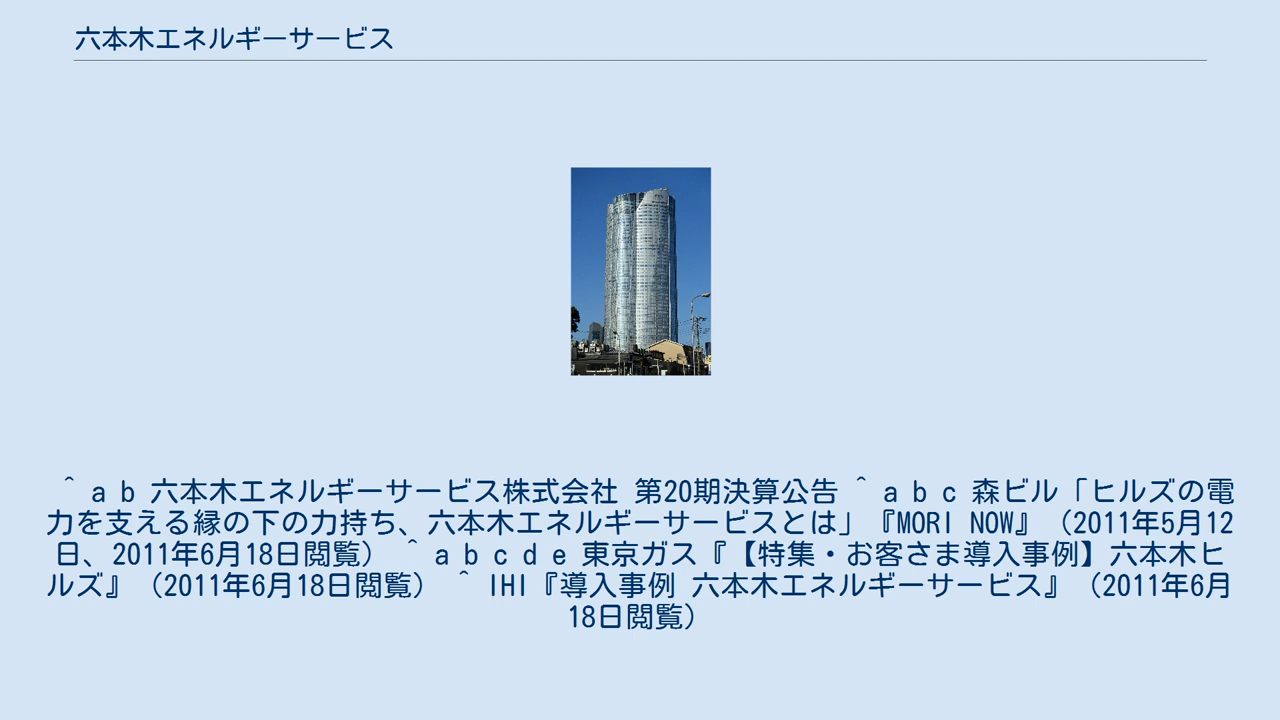 六本木エネルギーサービス
^ a b 六本木エネルギーサービス株式会社 第20期決算公告 ^ a b c 森ビル「ヒルズの電
力を支える縁の下の力持ち、六本木エネルギーサービスとは」『MORI NOW』（2011年5月12
日、2011年6月18日閲覧） ^ a b c d e 東京ガス『【特集・お客さま導入事例】六本木ヒ
ルズ』（2011年6月18日閲覧） ^ IHI『導入事例 六本木エネルギーサービス』（2011年6月
18日閲覧）